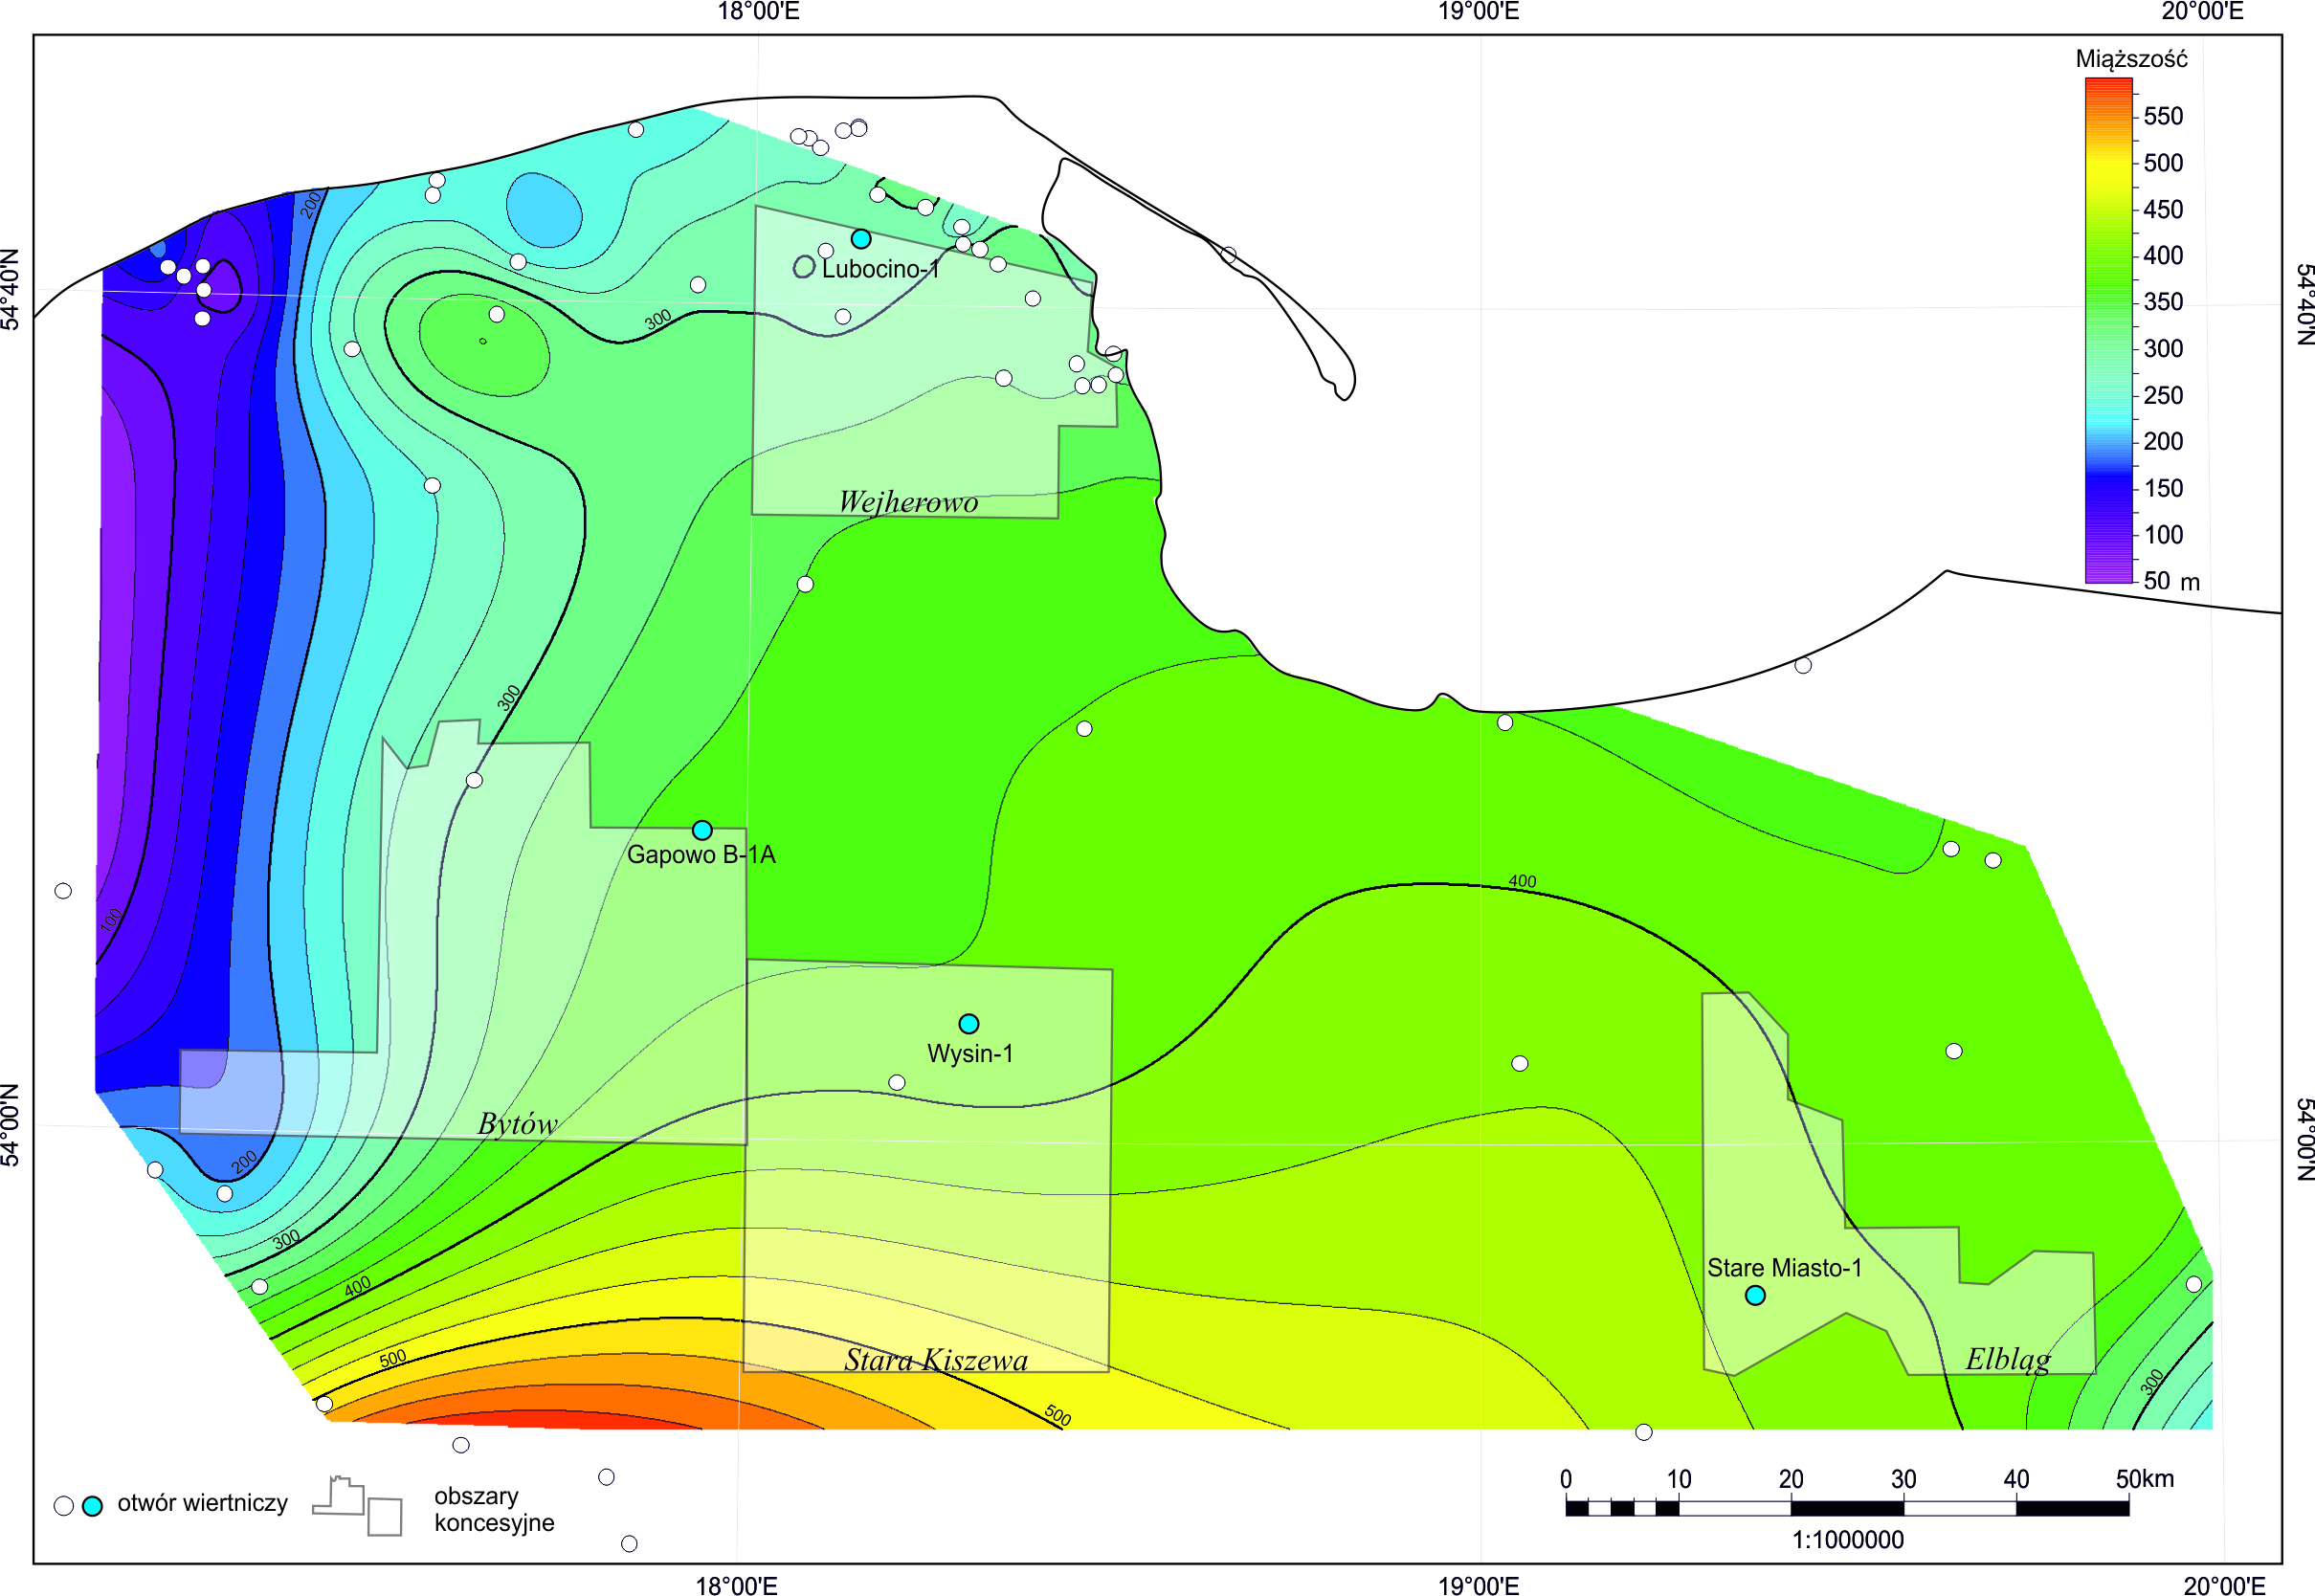 18°00'E 19°00'E 20°00'E
Miąższość
550
500
450
400
350
300
250
200
150
100
50 m
54°40'N
54°40'N
200
Lubocino-1
300
Wejherowo
300
Gapowo B-1A
400
100
Wysin-1
54°00'N
54°00'N
Bytów
200
300
400
Stare Miasto-1
500
Stara Kiszewa
Elbląg
300
500
otwór wiertniczy
obszary
koncesyjne
0 10 20 30 40 50km
1:1000000
18°00'E 19°00'E 20°00'E